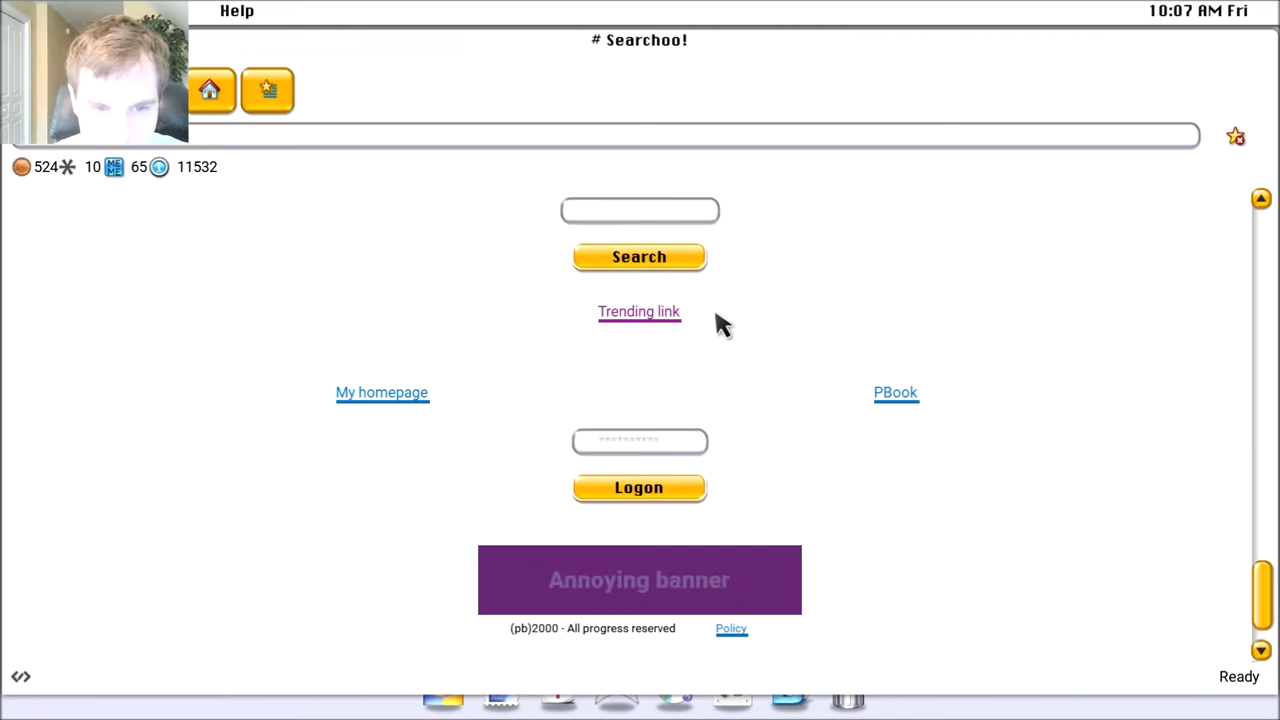 Help
10:07 AM Fri
# Searchoo!
524 10 MEME 65 11532
Search
Trending link
My homepage PBook
**********
Logon
Annoying banner
(pb)2000 - All progress reserved Policy
Ready